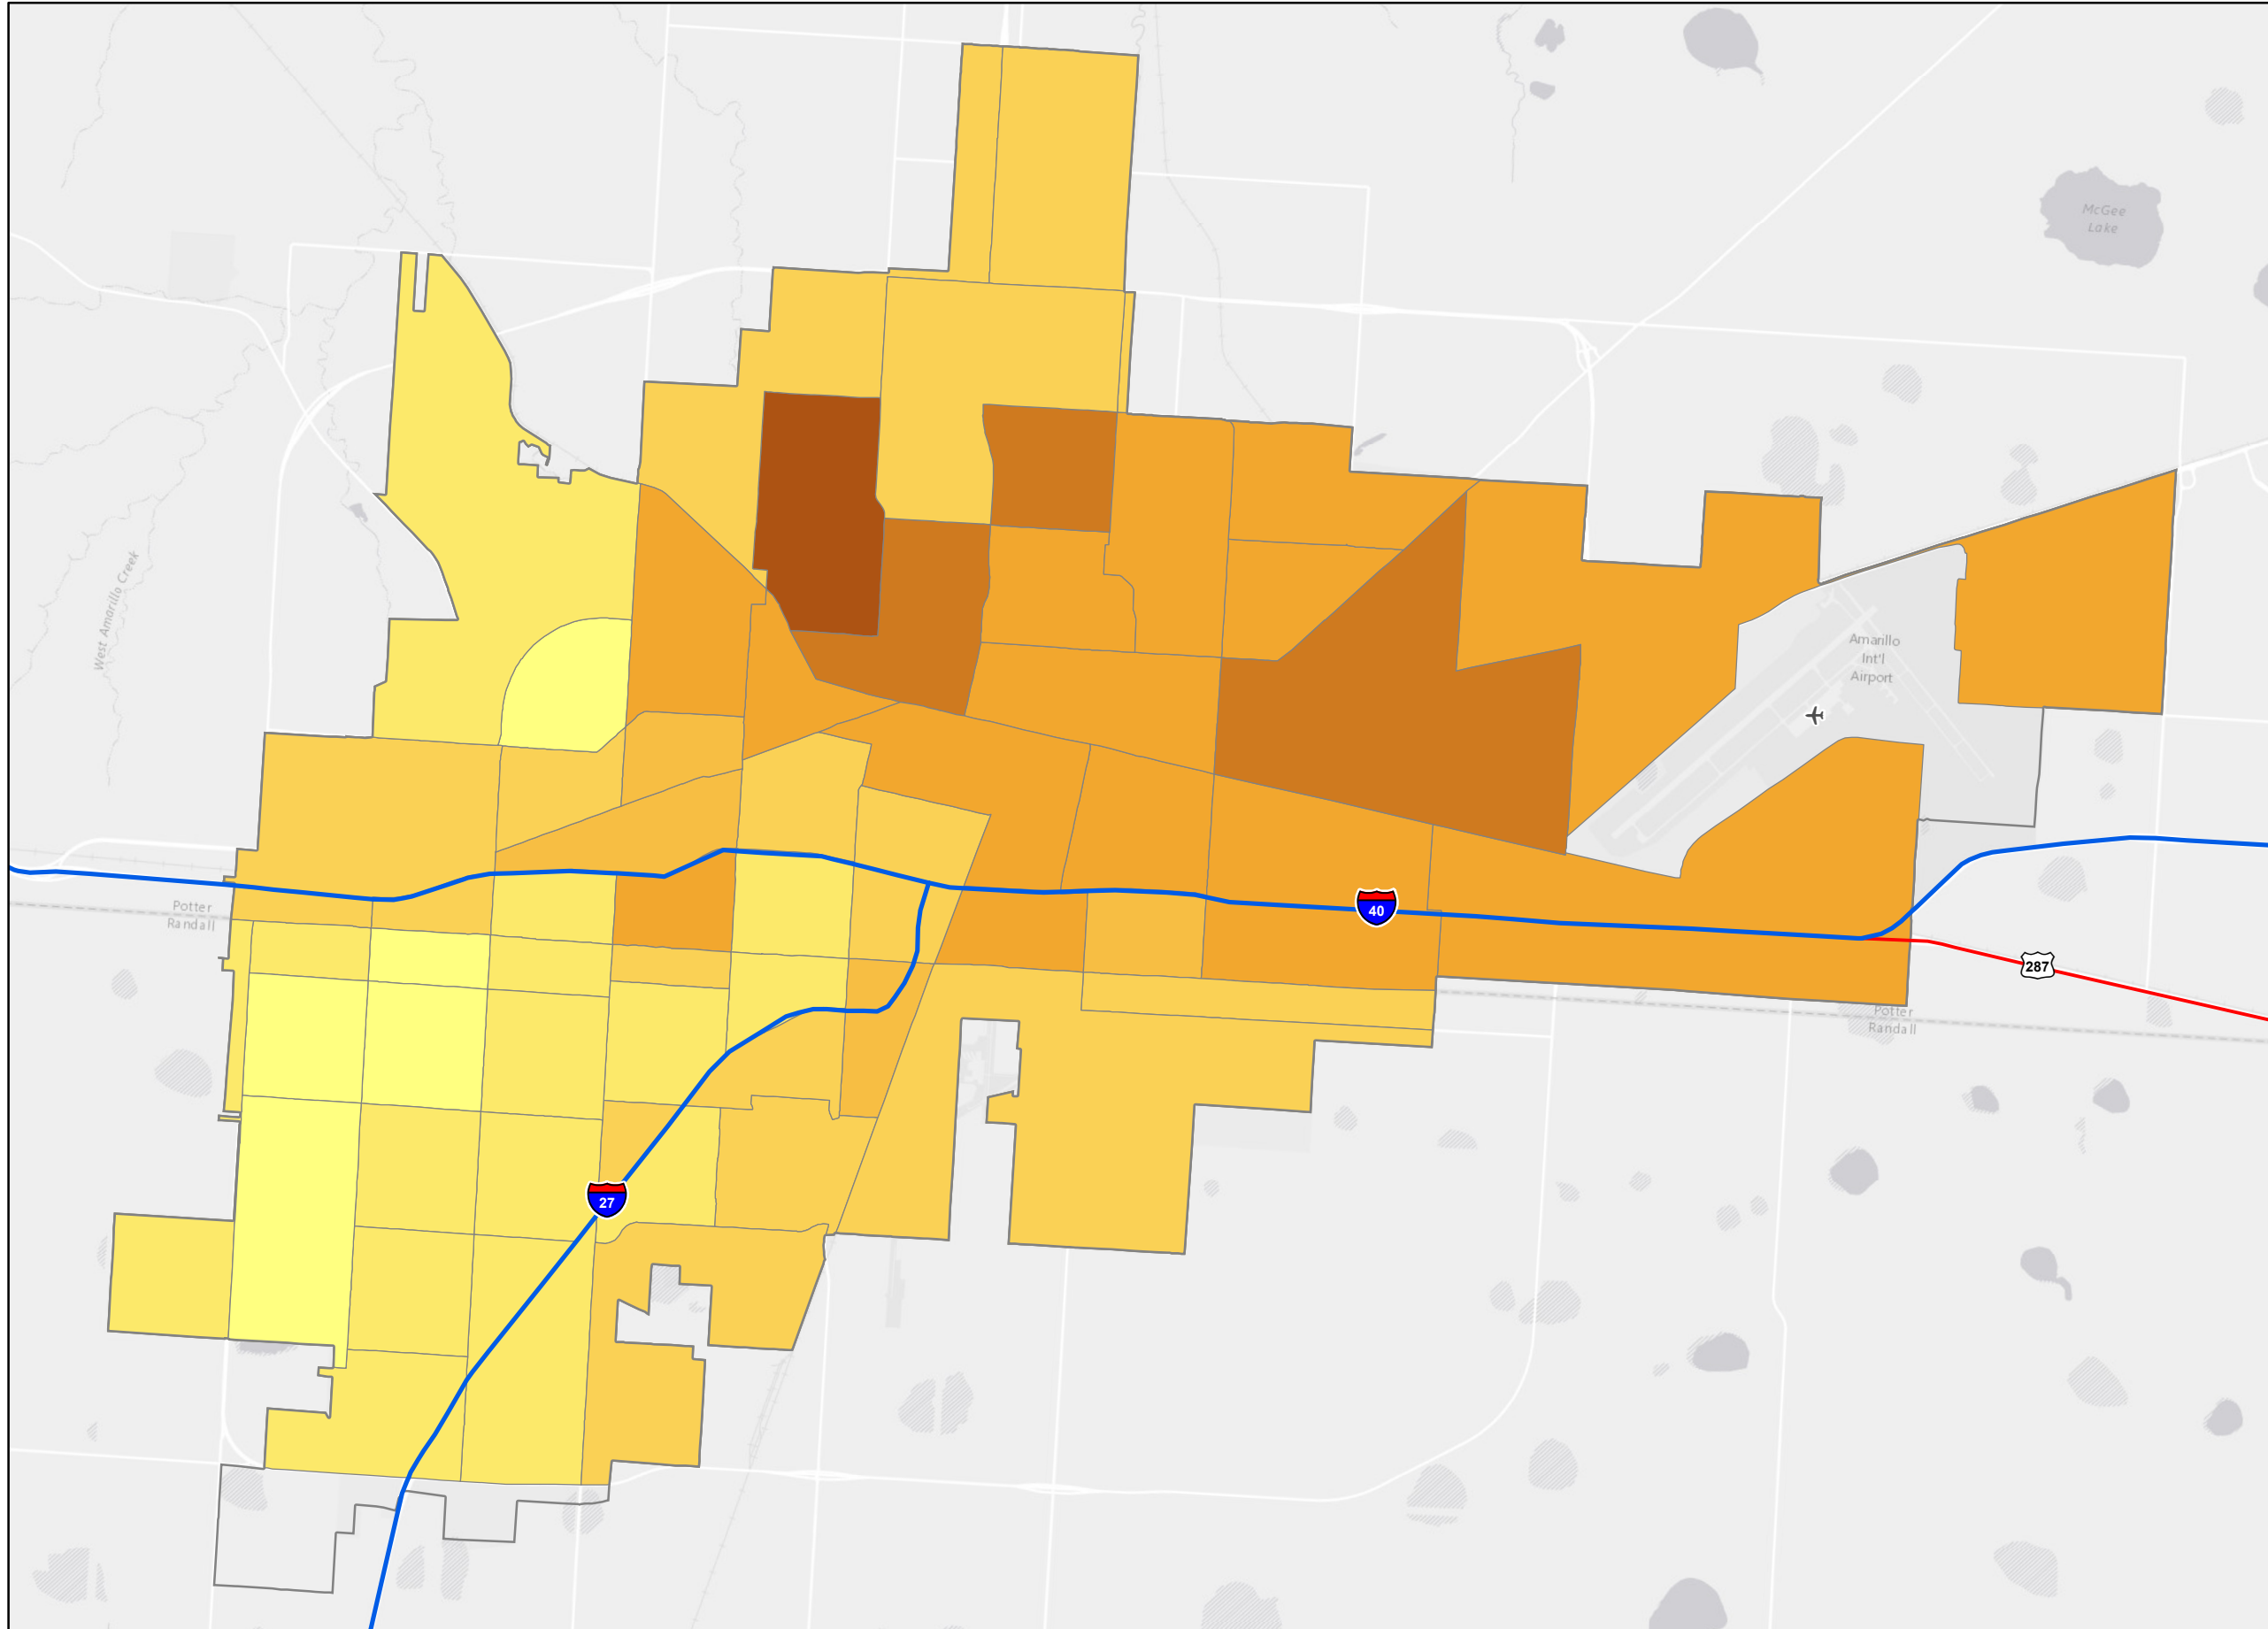 McGee
Lake
West Amarillo Creek
Amarillo
Int'l
Airport
Potter
Randall
40
287
Potter
Randall
27